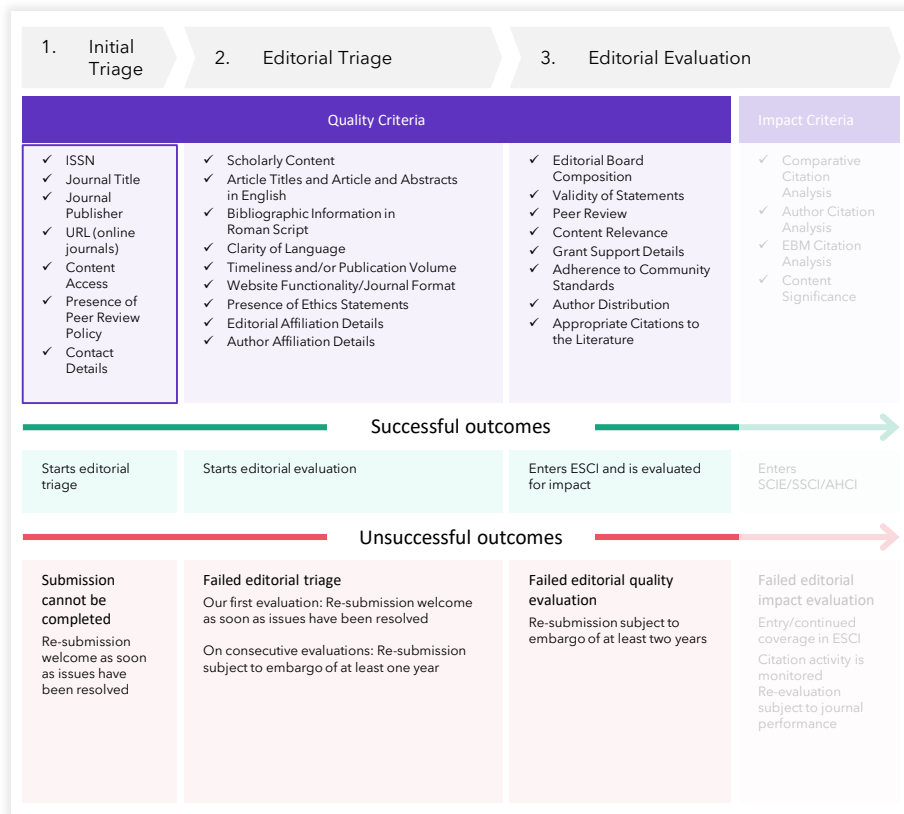 1. Initial
Triage
2. Editorial Triage
3. Editorial Evaluation
Quality Criteria
Impact Criteria
✓ ISSN
✓ Journal Title
✓ Journal
Publisher
✓ URL (online
journals)
✓ Content
Access
✓ Presence of
Peer Review
Policy
✓ Contact
Details
✓ Scholarly Content
✓ Article Titles and Article and Abstracts
in English
✓ Bibliographic Information in
Roman Script
✓ Clarity of Language
✓ Timeliness and/or Publication Volume
✓ Website Functionality/Journal Format
✓ Presence of Ethics Statements
✓ Editorial Affiliation Details
✓ Author Affiliation Details
✓ Editorial Board
Composition
✓ Validity of Statements
✓ Peer Review
✓ Content Relevance
✓ Grant Support Details
✓ Adherence to Community
Standards
✓ Author Distribution
✓ Appropriate Citations to
the Literature
✓ Comparative
Citation
Analysis
✓ Author Citation
Analysis
✓ EBM Citation
Analysis
✓ Content
Significance
Successful outcomes
Starts editorial
triage
Starts editorial evaluation
Enters ESCI and is evaluated
for impact
Enters
SCIE/SSCI/AHCI
Unsuccessful outcomes
Submission
cannot be
completed
Re-submission
welcome as soon
as issues have
been resolved
Failed editorial triage
Our first evaluation: Re-submission welcome
as soon as issues have been resolved
On consecutive evaluations: Re-submission
subject to embargo of at least one year
Failed editorial quality
evaluation
Re-submission subject to
embargo of at least two years
Failed editorial
impact evaluation
Entry/continued
coverage in ESCI
Citation activity is
monitored
Re-evaluation
subject to journal
performance